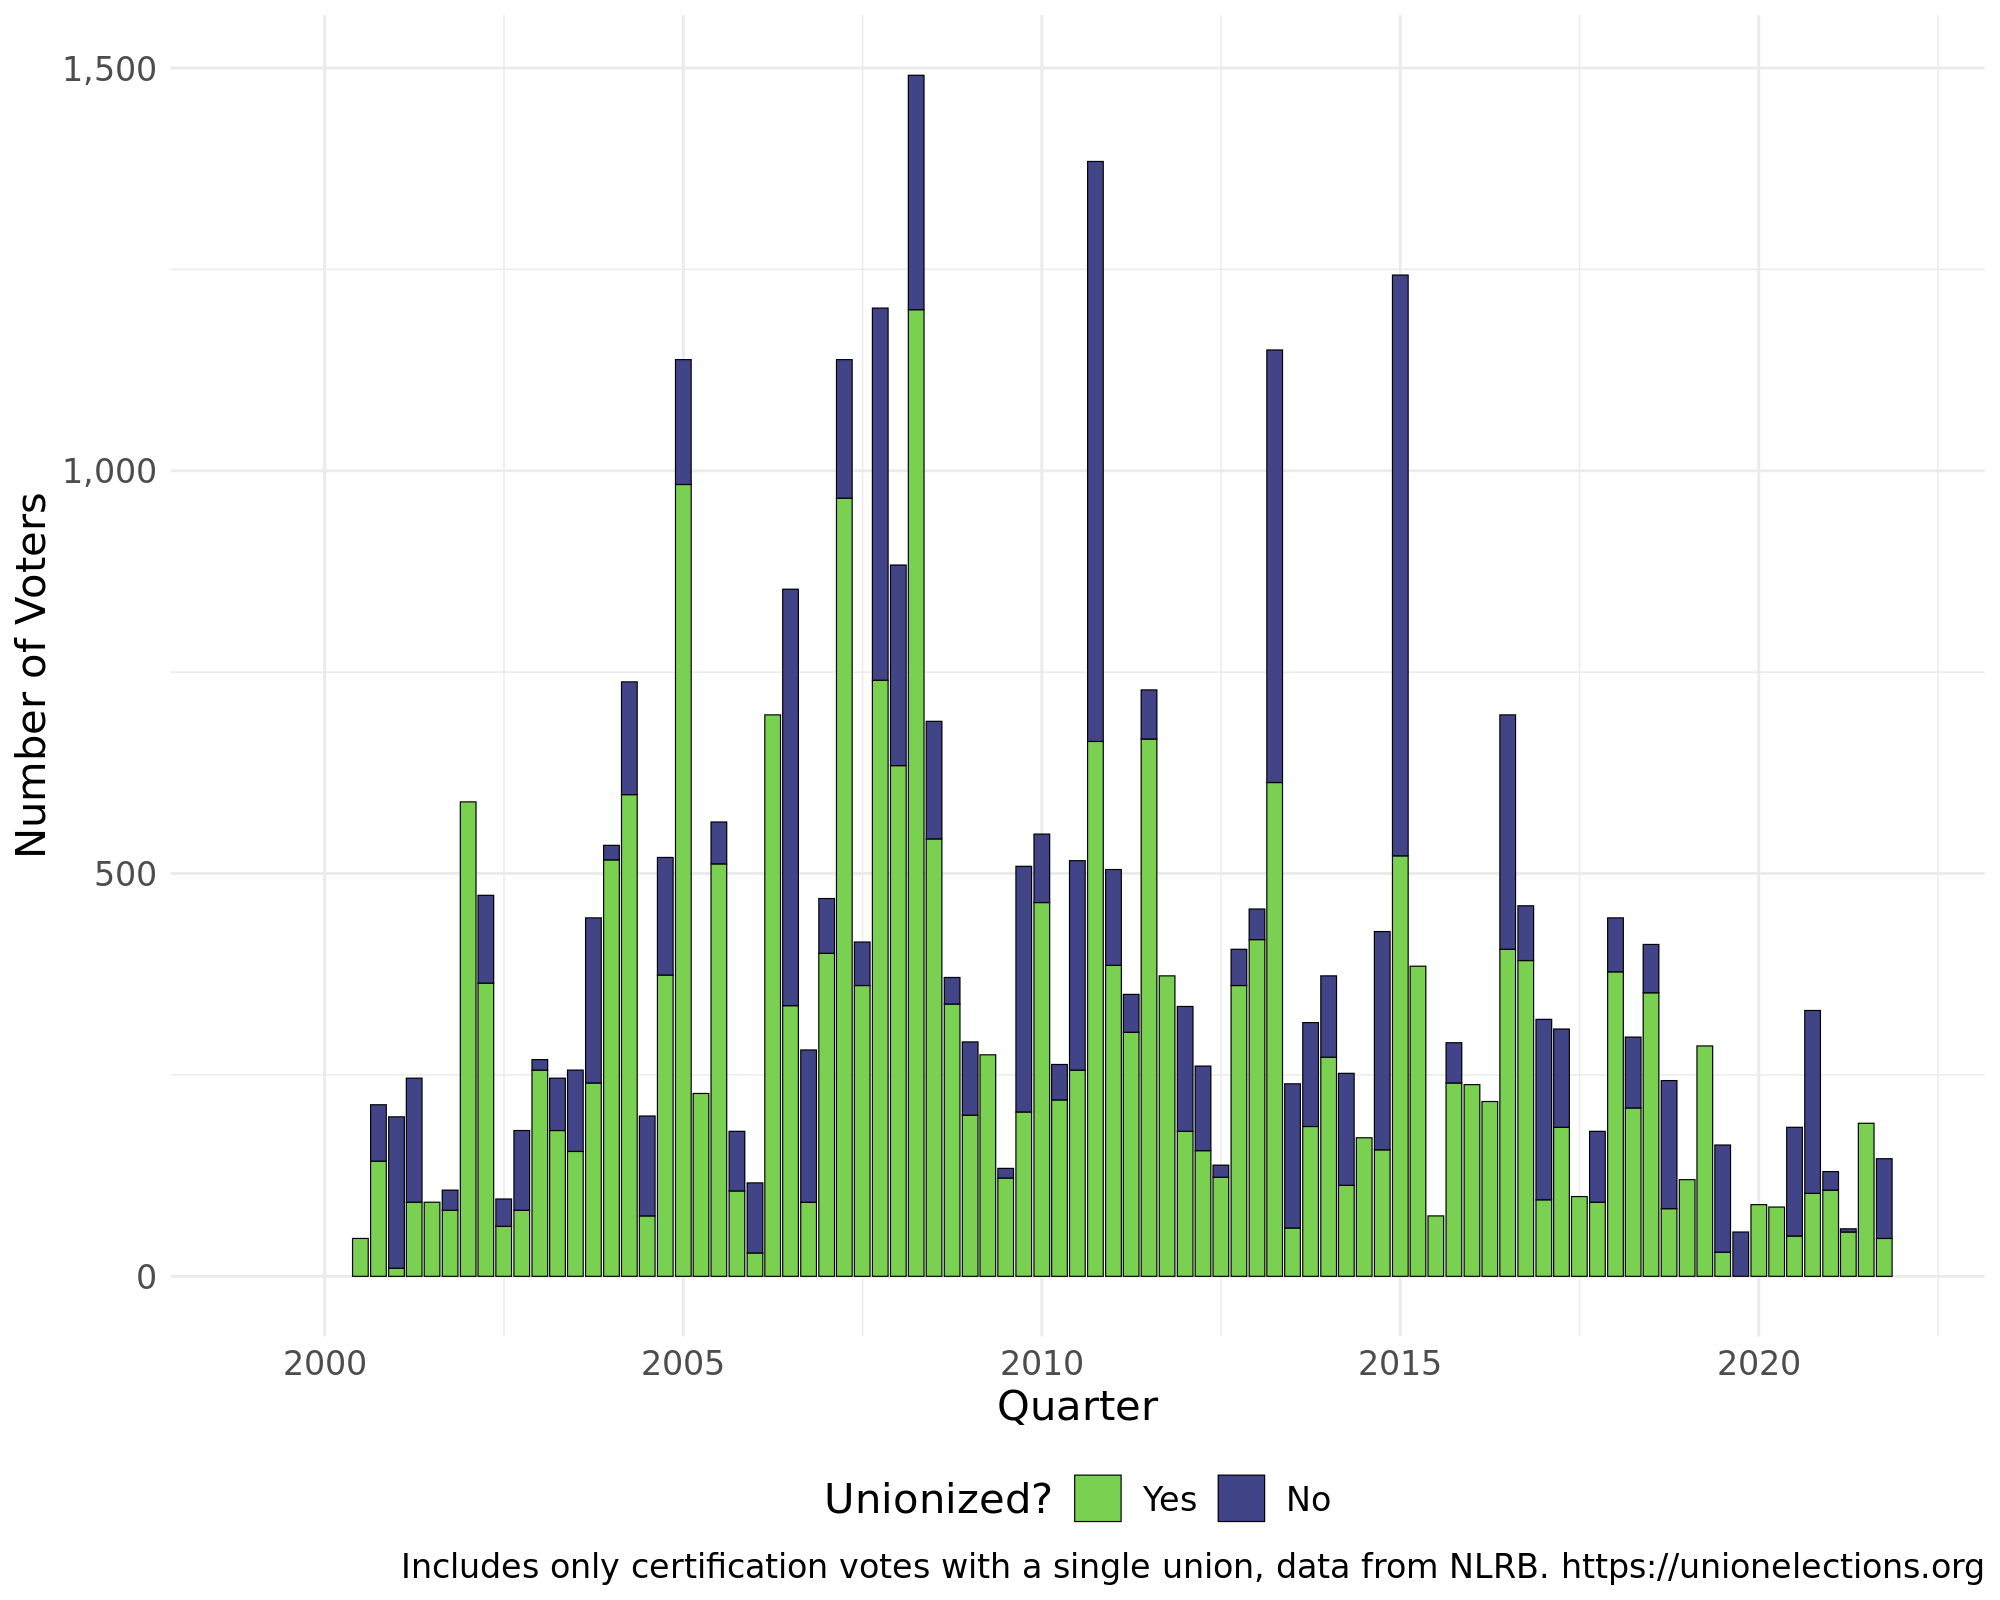 1,500
1,000
500
0
Number of Voters
2000 2005 2010 2015 2020
Quarter
Unionized? Yes No
Includes only certification votes with a single union, data from NLRB. https://unionelections.org